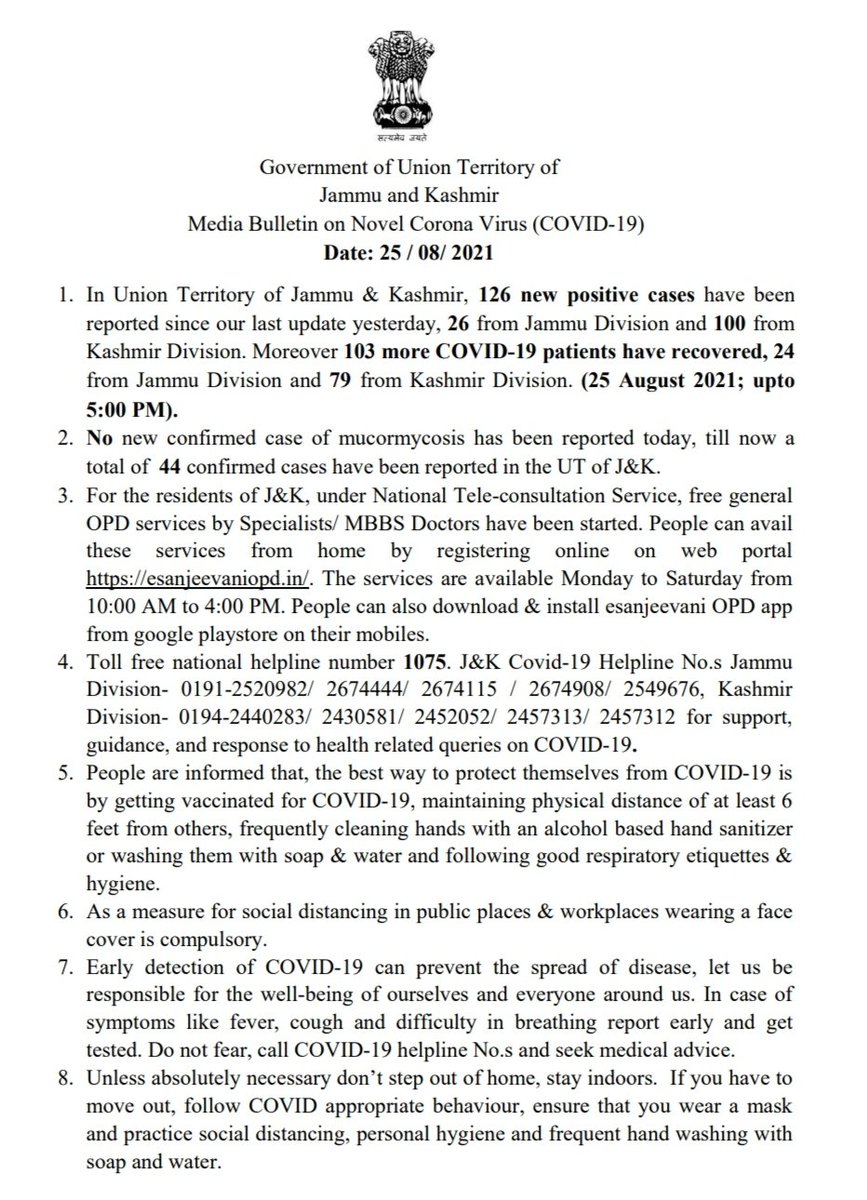 सत्यमेव जयते
Government of Union Territory of
Jammu and Kashmir
Media Bulletin on Novel Corona Virus (COVID-19)
Date: 25 / 08/ 2021
1. In Union Territory of Jammu & Kashmir, 126 new positive cases have been
reported since our last update yesterday, 26 from Jammu Division and 100 from
Kashmir Division. Moreover 103 more COVID-19 patients have recovered, 24
from Jammu Division and 79 from Kashmir Division. (25 August 2021; upto
5:00 PM).
2. No new confirmed case of mucormycosis has been reported today, till now a
total of 44 confirmed cases have been reported in the UT of J&K.
3. For the residents of J&K, under National Tele-consultation Service, free general
OPD services by Specialists/ MBBS Doctors have been started. People can avail
these services from home by registering online on web portal
https://esanjeevaniopd.in/. The services are available Monday to Saturday from
10:00 AM to 4:00 PM. People can also download & install esanjeevani OPD app
from google playstore on their mobiles.
4. Toll free national helpline number 1075. J&K Covid-19 Helpline No.s Jammu
Division- 0191-2520982/ 2674444/ 2674115 / 2674908/ 2549676, Kashmir
Division- 0194-2440283/ 2430581/ 2452052/ 2457313/ 2457312 for support,
guidance, and response to health related queries on COVID-19.
5. People are informed that, the best way to protect themselves from COVID-19 is
by getting vaccinated for COVID-19, maintaining physical distance of at least 6
feet from others, frequently cleaning hands with an alcohol based hand sanitizer
or washing them with soap & water and following good respiratory etiquettes &
hygiene.
6. As a measure for social distancing in public places & workplaces wearing a face
cover is compulsory.
7. Early detection of COVID-19 can prevent the spread of disease, let us be
responsible for the well-being of ourselves and everyone around us. In case of
symptoms like fever, cough and difficulty in breathing report early and get
tested. Do not fear, call COVID-19 helpline No.s and seek medical advice.
8. Unless absolutely necessary don’t step out of home, stay indoors. If you have to
move out, follow COVID appropriate behaviour, ensure that you wear a mask
and practice social distancing, personal hygiene and frequent hand washing with
soap and water.